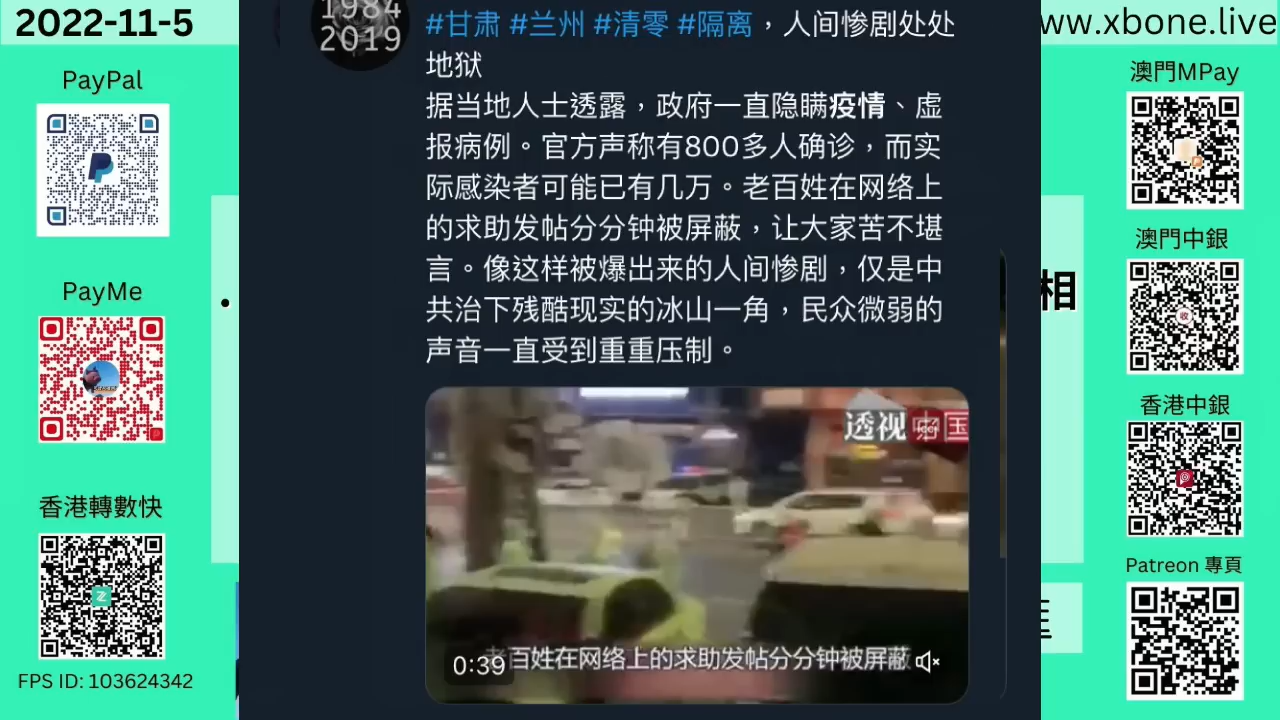 2022-11-5
PayPal
PayMe
香港轉數快
FPS ID: 103624342
1984
2019
#甘肃 #兰州 #清零 #隔离，人间惨剧处处
地狱
据当地人士透露，政府一直隐瞒疫情、虚
报病例。官方声称有800多人确诊，而实
际感染者可能已有几万。老百姓在网络上
的求助发帖分分钟被屏蔽，让大家苦不堪
言。像这样被爆出来的人间惨剧，仅是中
共治下残酷现实的冰山一角，民众微弱的
声音一直受到重重压制。
透视中国
0:39
百姓在网络上的求助发帖分分钟被屏蔽
相
ww.xbone.live
澳門MPay
澳門中銀
收
香港中銀
Patreon 專頁